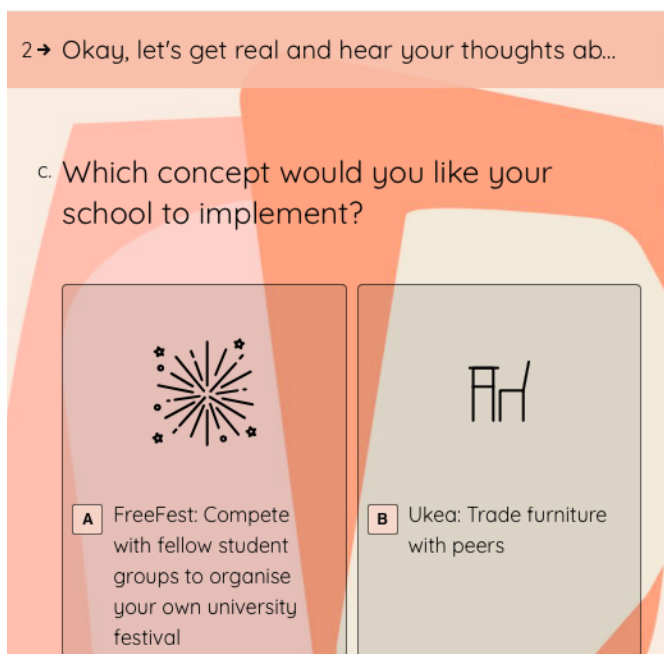 2→ Okay, let's get real and hear your thoughts ab...
c. Which concept would you like your
school to implement?
A FreeFest: Compete
with fellow student
groups to organise
your own university
festival
B Ukea: Trade furniture
with peers